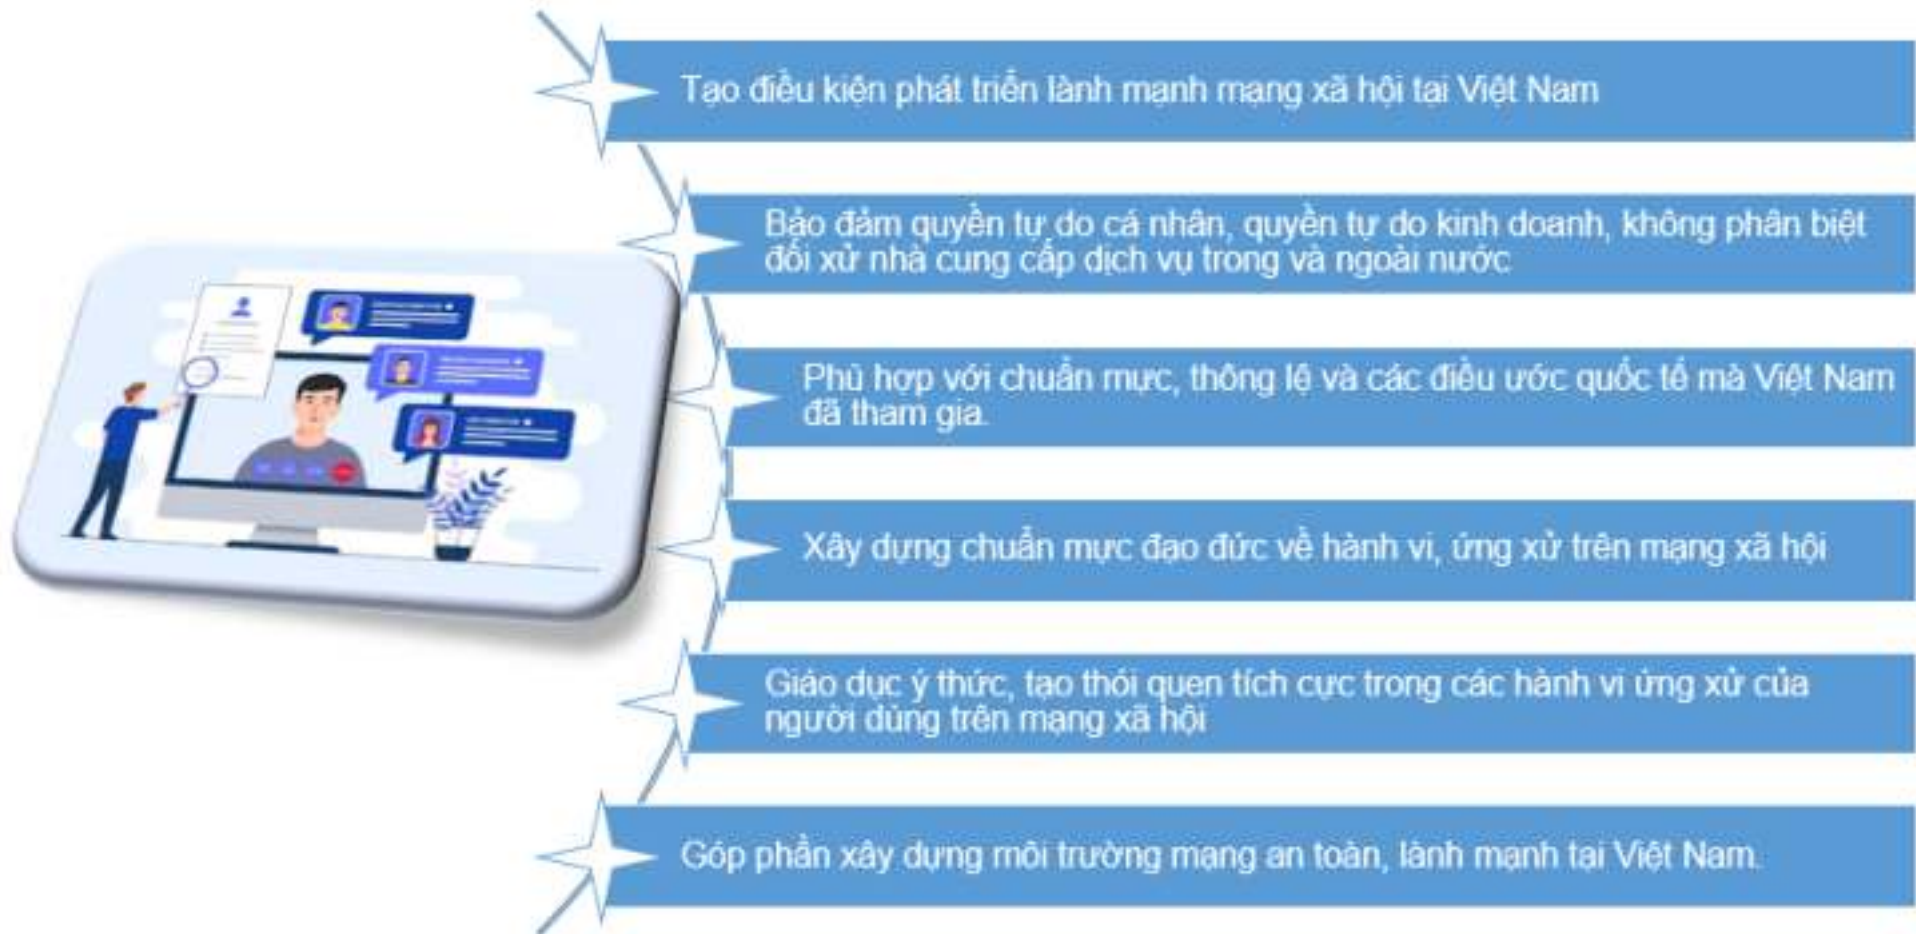 Tạo điều kiện phát triển lành mạnh mạng xã hội tại Việt Nam
Bảo đảm quyền tự do cá nhân, quyền tự do kinh doanh, không phân biệt
đối xử nhà cung cấp dịch vụ trong và ngoài nước
Phù hợp với chuẩn mực, thông lệ và các điều ước quốc tế mà Việt Nam
đã tham gia.
Xây dựng chuẩn mực đạo đức về hành vi, ứng xử trên mạng xã hội
Giáo dục ý thức, tạo thói quen tích cực trong các hành vi ứng xử của
người dùng trên mạng xã hội
Góp phần xây dựng môi trường mạng an toàn, lành mạnh tại Việt Nam.